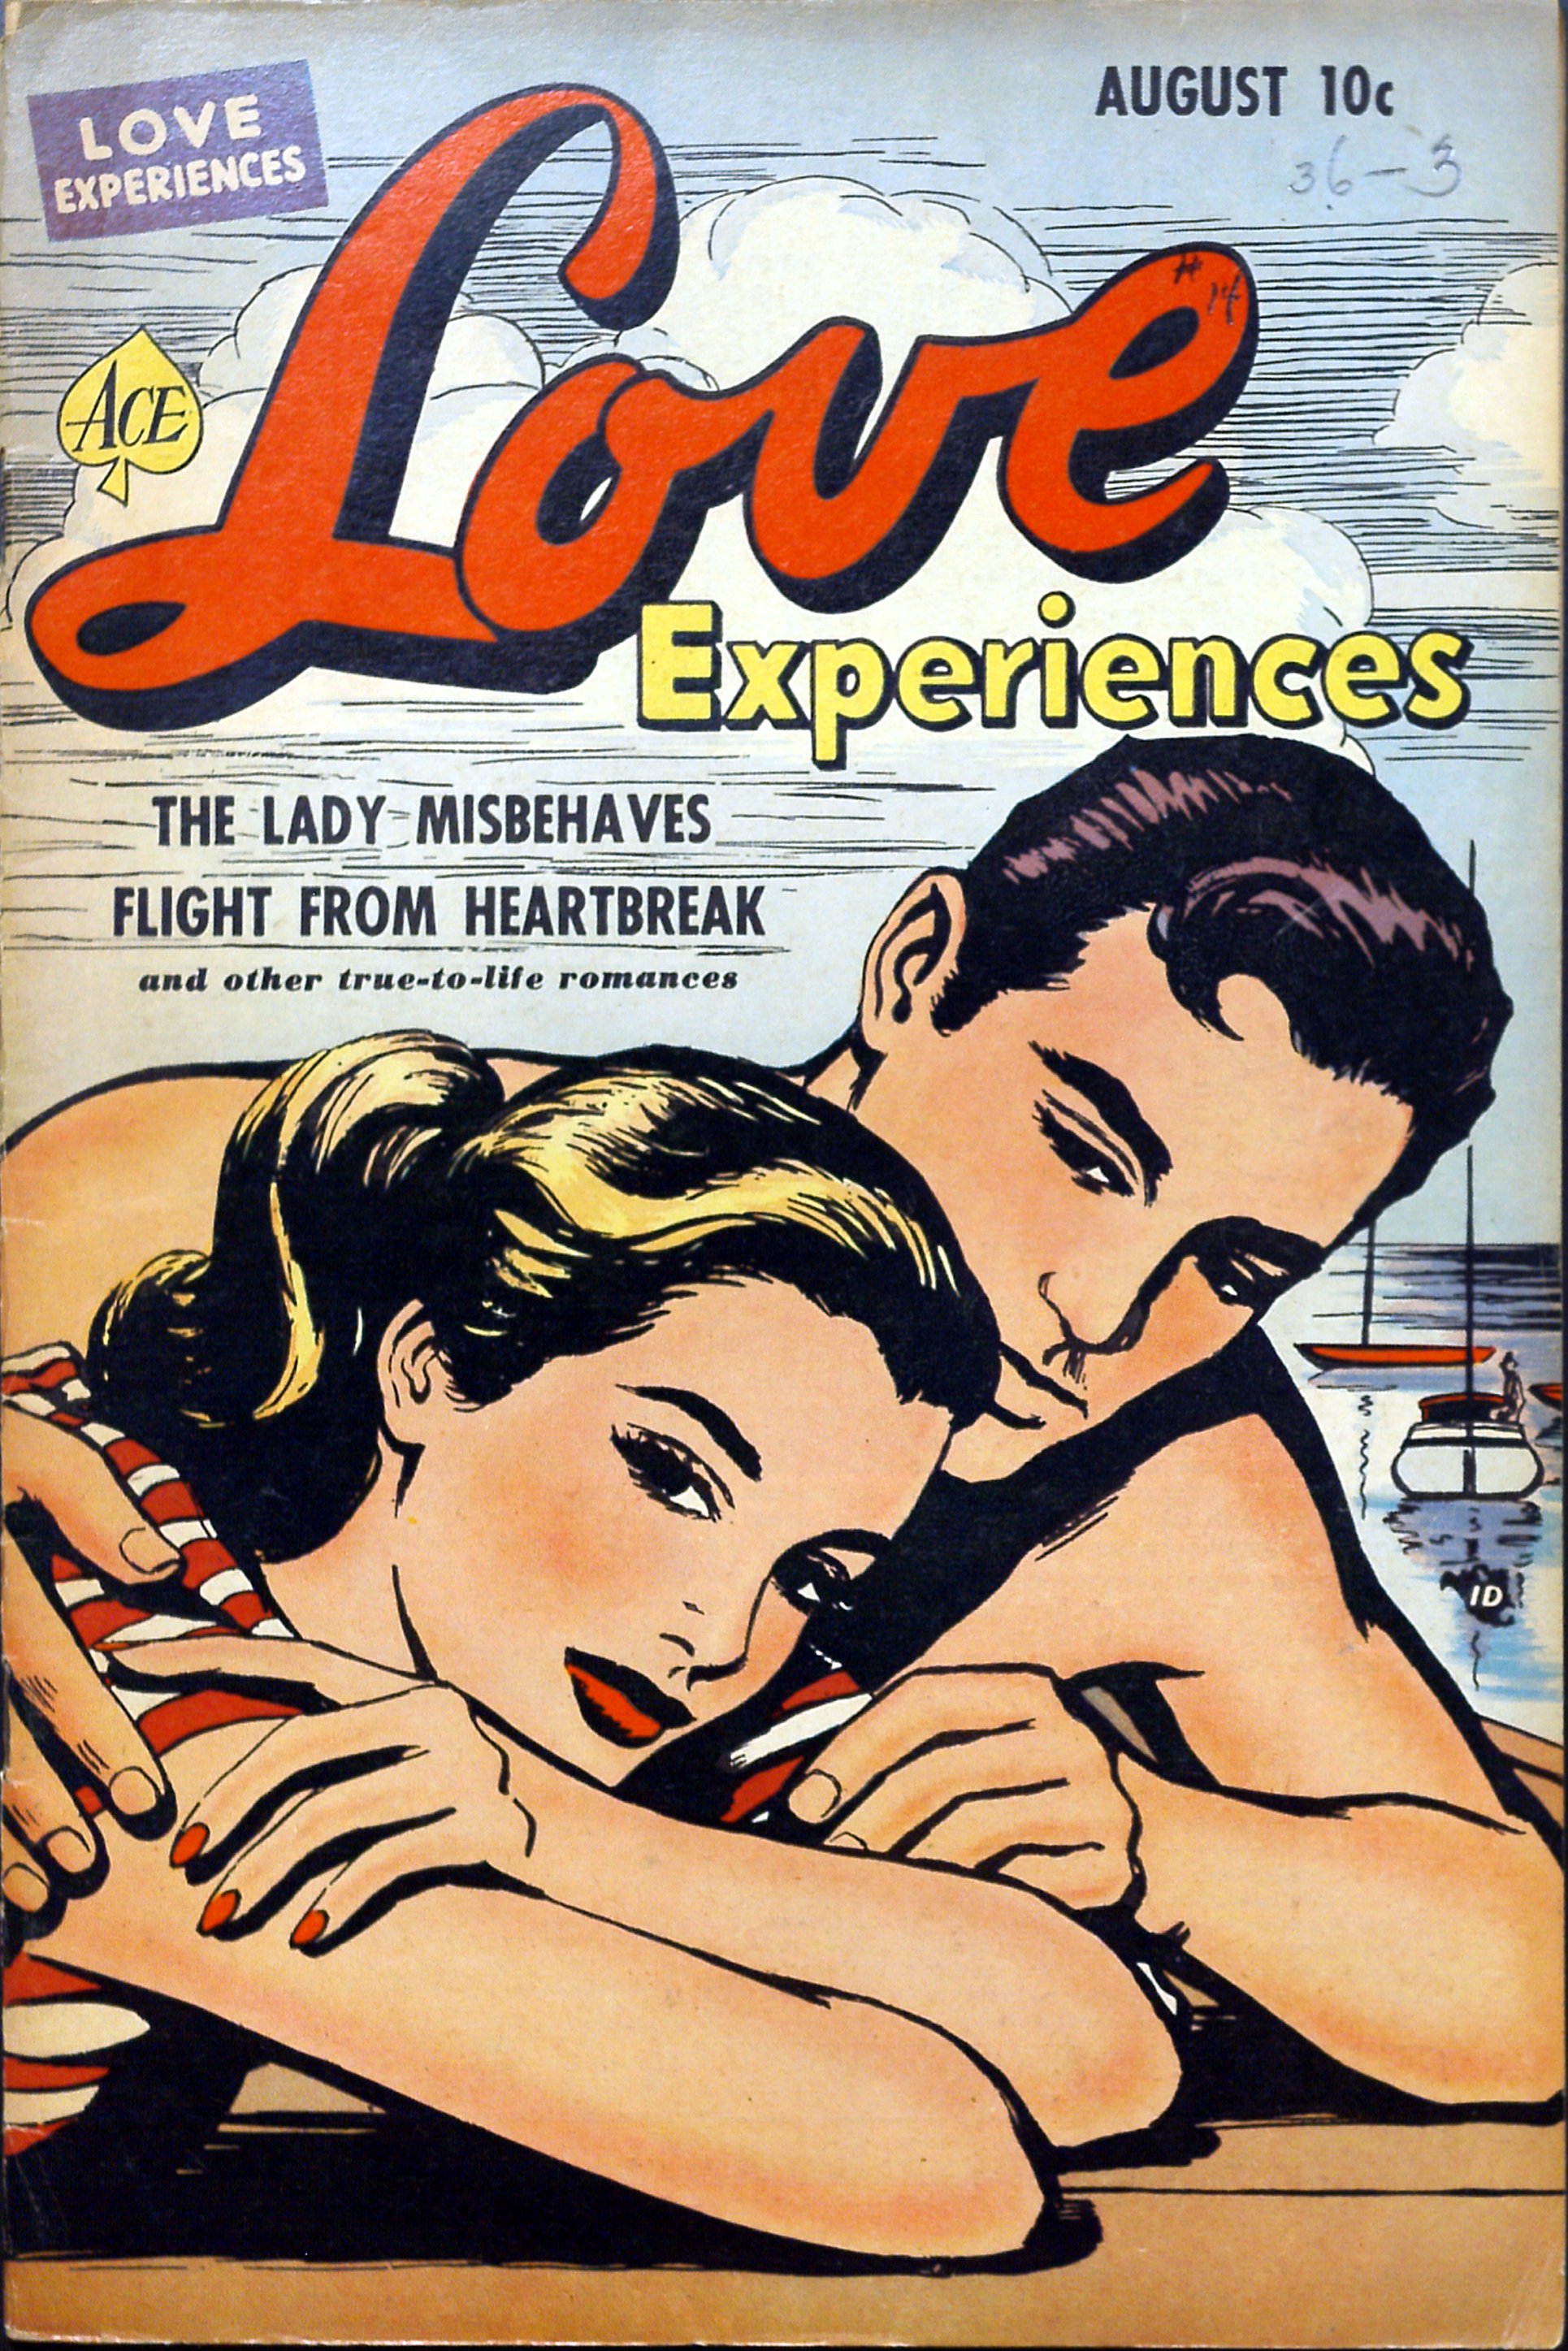 LOVE
EXPERIENCES
AUGUST 10c
36-3
# 14
ACE
Love
Experiences
THE LADY MISBEHAVES
FLIGHT FROM HEARTBREAK
and other true-to-life romances
ID